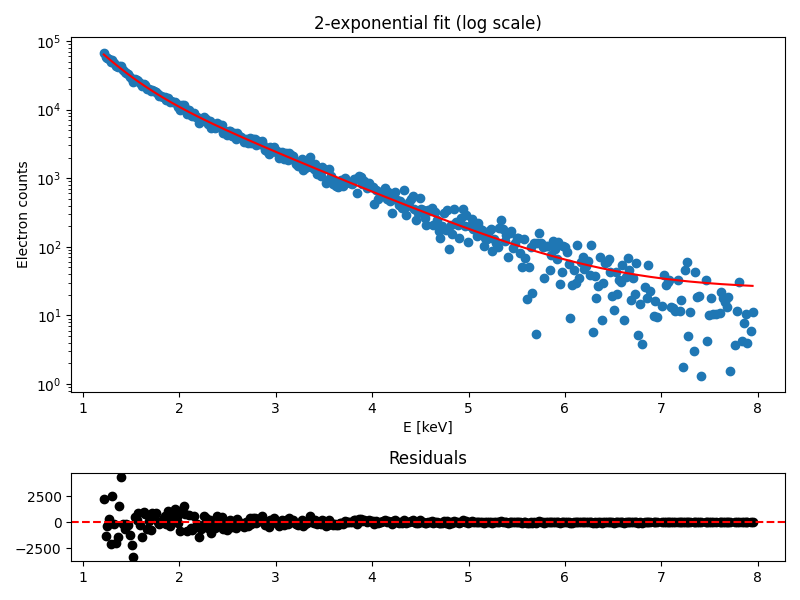 2-exponential fit (log scale)
10^5
10^4
10^3
10^2
10^1
10^0
Electron counts
1 2 3 4 5 6 7 8
E [keV]
Residuals
2500
0
−2500
1 2 3 4 5 6 7 8